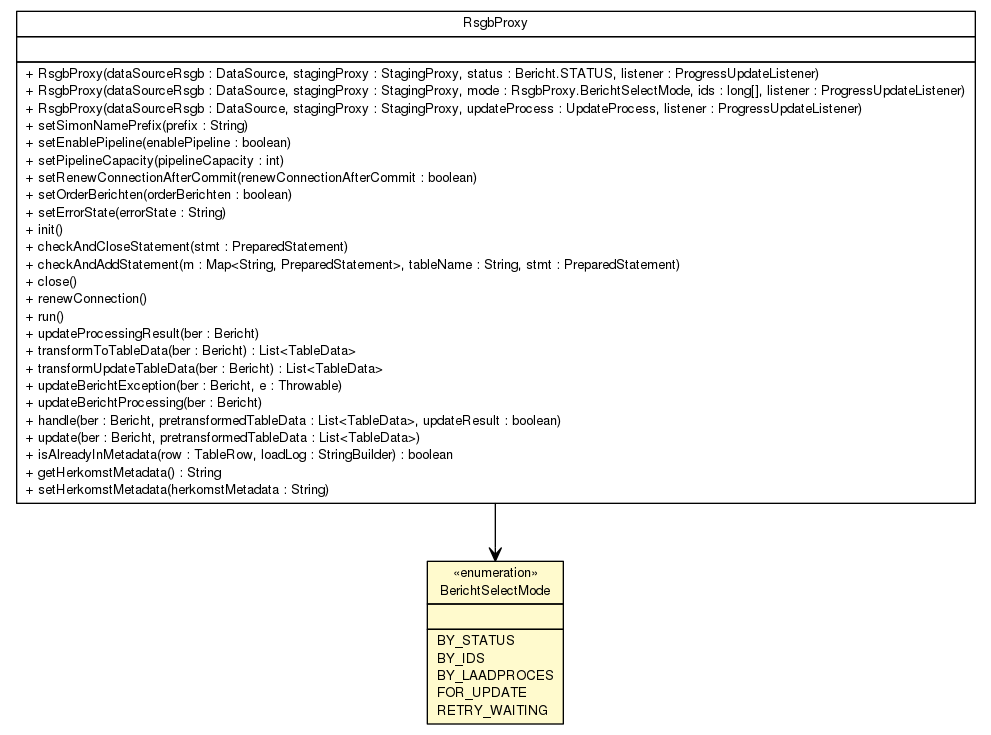 RsgbProxy
+ RsgbProxy(dataSourceRsgb : DataSource, stagingProxy : StagingProxy, status : Bericht.STATUS, listener : ProgressUpdateListener)
+ RsgbProxy(dataSourceRsgb : DataSource, stagingProxy : StagingProxy, mode : RsgbProxy.BerichtSelectMode, ids : long[], listener : ProgressUpdateListener)
+ RsgbProxy(dataSourceRsgb : DataSource, stagingProxy : StagingProxy, updateProcess : UpdateProcess, listener : ProgressUpdateListener)
+ setSimonNamePrefix(prefix : String)
+ setEnablePipeline(enablePipeline : boolean)
+ setPipelineCapacity(pipelineCapacity : int)
+ setRenewConnectionAfterCommit(renewConnectionAfterCommit : boolean)
+ setOrderBerichten(orderBerichten : boolean)
+ setErrorState(errorState : String)
+ init()
+ checkAndCloseStatement(stmt : PreparedStatement)
+ checkAndAddStatement(m : Map<String, PreparedStatement>, tableName : String, stmt : PreparedStatement)
+ close()
+ renewConnection()
+ run()
+ updateProcessingResult(ber : Bericht)
+ transformToTableData(ber : Bericht) : List<TableData>
+ transformUpdateTableData(ber : Bericht) : List<TableData>
+ updateBerichtException(ber : Bericht, e : Throwable)
+ updateBerichtProcessing(ber : Bericht)
+ handle(ber : Bericht, pretransformedTableData : List<TableData>, updateResult : boolean)
+ update(ber : Bericht, pretransformedTableData : List<TableData>)
+ isAlreadyInMetadata(row : TableRow, loadLog : StringBuilder) : boolean
+ getHerkomstMetadata() : String
+ setHerkomstMetadata(herkomstMetadata : String)
«enumeration»
BerichtSelectMode
BY_STATUS
BY_IDS
BY_LAADPROCES
FOR_UPDATE
RETRY_WAITING